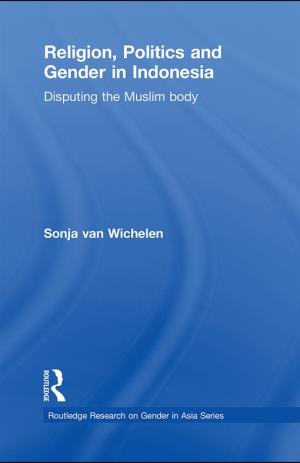 Religion, Politics and
Gender in Indonesia
Disputing the Muslim body
Sonja van Wichelen
ROUTLEDGE
Routledge Research on Gender in Asia Series